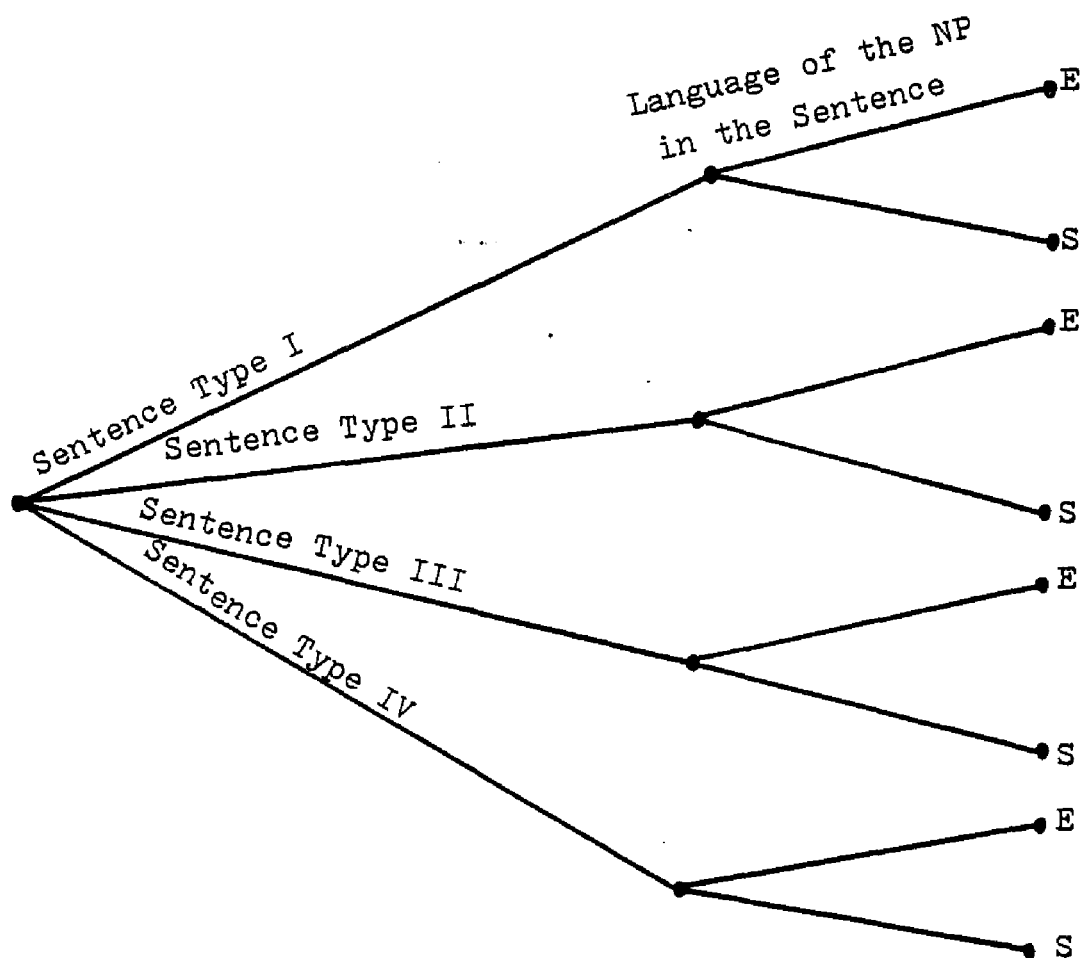 Language of the NP
in the Sentence
E
S
Sentence Type I
E
Sentence Type II
S
Sentence Type III
E
S
Sentence Type IV
E
S